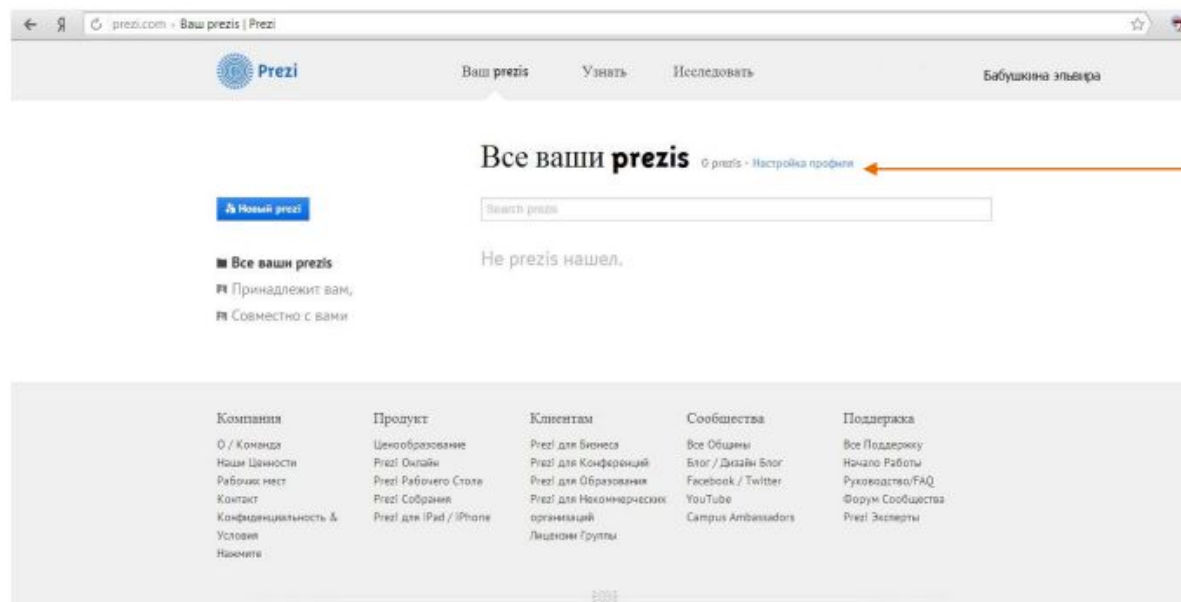 prezi.com › Ваш prezis | Prezi
Prezi
Ваш prezis
Узнать
Исследовать
Бабушкина эльвира
Все ваши prezis 0 prezis - Настройка профиля
Новый prezi
Search prezis
Все ваши prezis
Принадлежит вам,
Совместно с вами
Не prezis нашел.
Компания
О / Команда
Наши Ценности
Рабочих мест
Контакт
Конфиденциальность &
Условия
Нажмите
Продукт
Ценообразование
Prezi Онлайн
Prezi Рабочего Стола
Prezi Собрания
Prezi для iPad / iPhone
Клиентам
Prezi для Бизнеса
Prezi для Конференций
Prezi для Образования
Prezi для Некоммерческих
организаций
Лицензии Группы
Сообщества
Все Общины
Блог / Дизайн Блог
Facebook / Twitter
YouTube
Campus Ambassadors
Поддержка
Все Поддержку
Начало Работы
Руководство/FAQ
Форум Сообщества
Prezi Эксперты